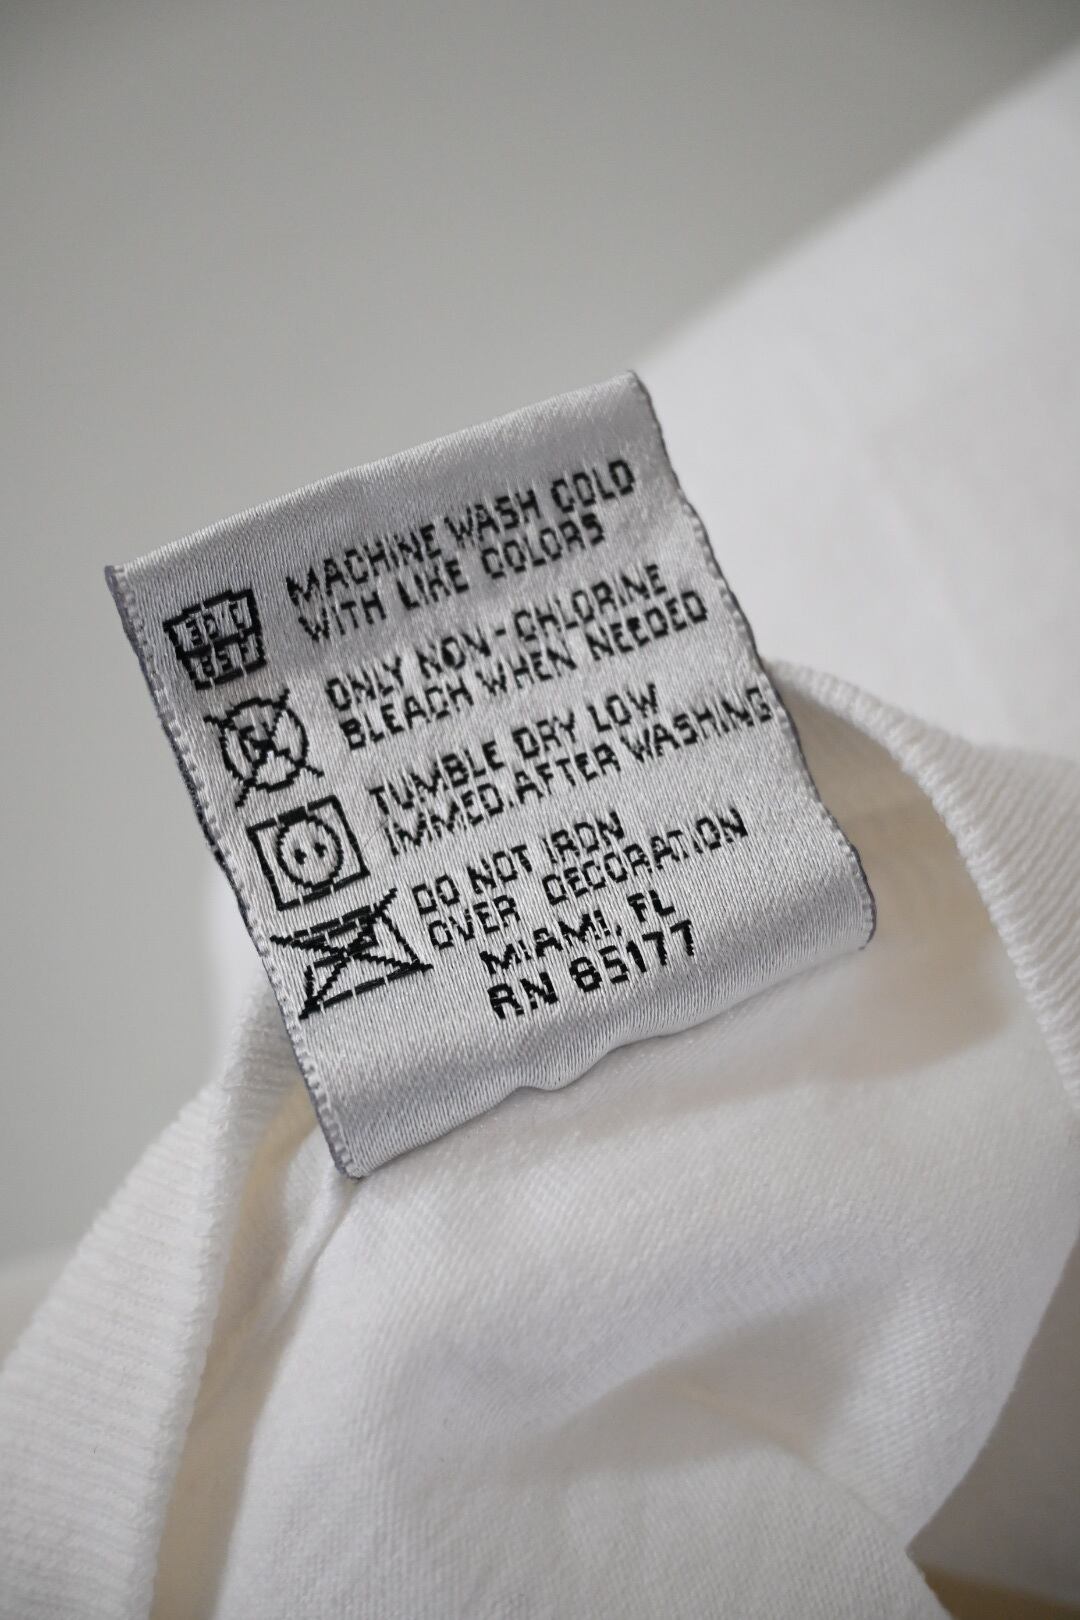 MACHINE WASH COLD
WITH LIKE COLORS
ONLY NON-CHLORINE
BLEACH WHEN NEEDED
TUMBLE DRY LOW
IMMED. AFTER WASHING
DO NOT IRON
OVER DECORATION
MIAMI, FL
RN 85177